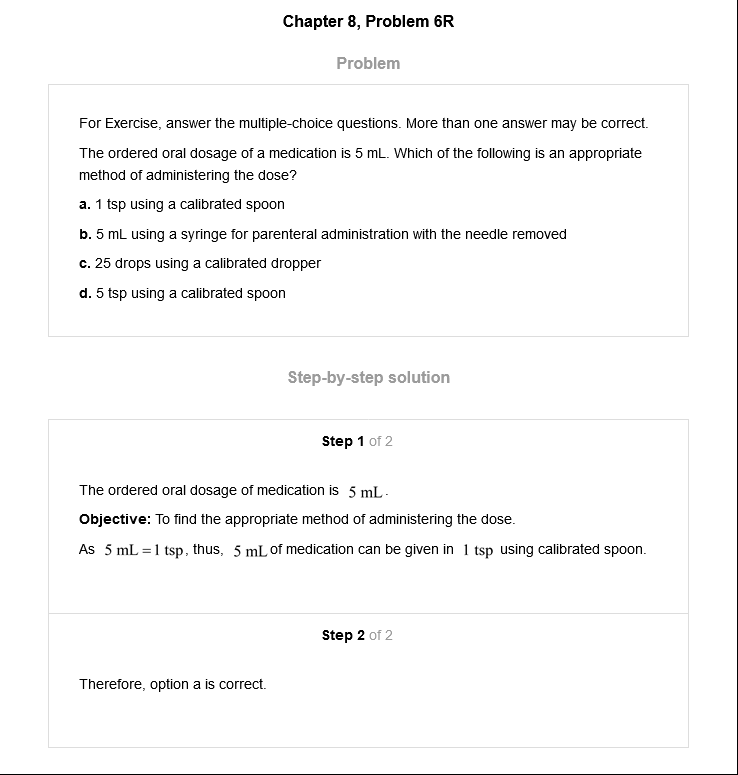 Chapter 8, Problem 6R
Problem
For Exercise, answer the multiple-choice questions. More than one answer may be correct.
The ordered oral dosage of a medication is 5 mL. Which of the following is an appropriate
method of administering the dose?
a. 1 tsp using a calibrated spoon
b. 5 mL using a syringe for parenteral administration with the needle removed
c. 25 drops using a calibrated dropper
d. 5 tsp using a calibrated spoon
Step-by-step solution
Step 1 of 2
The ordered oral dosage of medication is 5 mL.
Objective: To find the appropriate method of administering the dose.
As 5 mL = 1 tsp, thus, 5 mL of medication can be given in 1 tsp using calibrated spoon.
Step 2 of 2
Therefore, option a is correct.